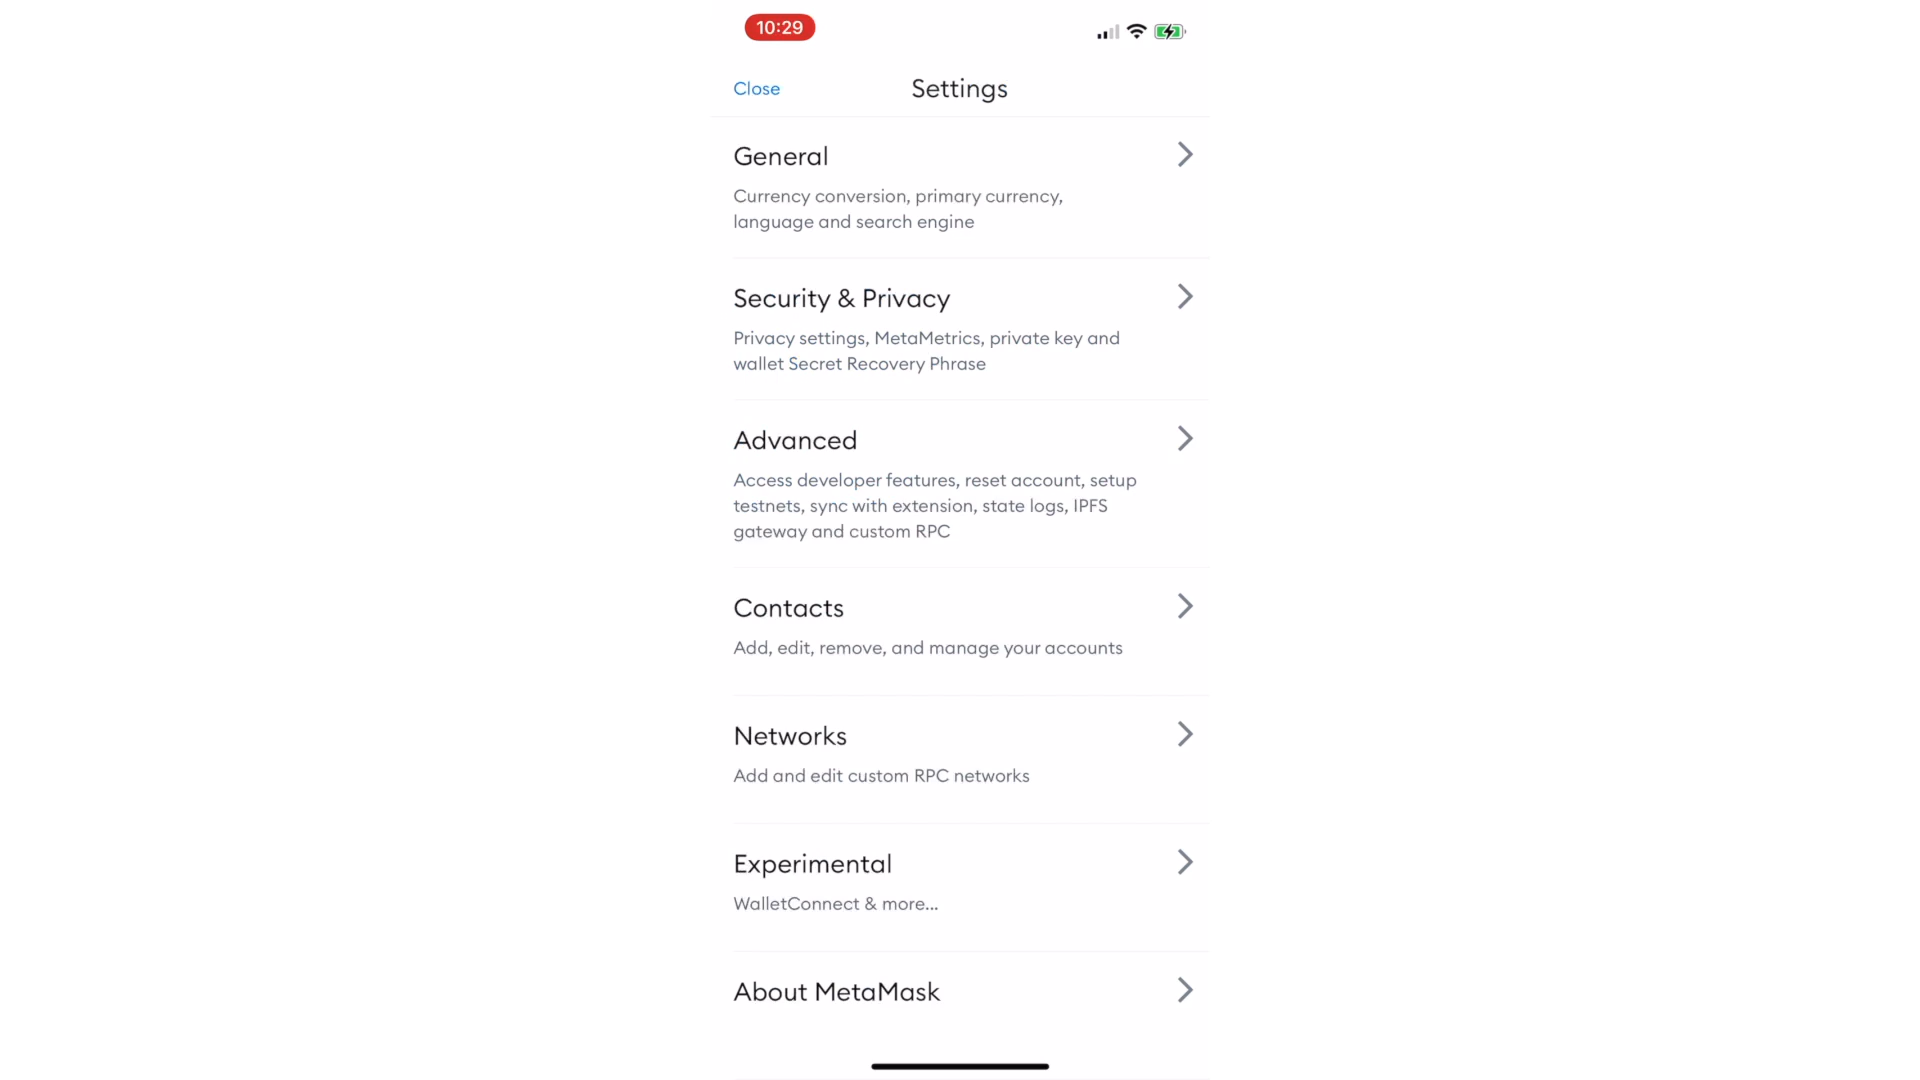 10:29
Close
Settings
General
Currency conversion, primary currency,
language and search engine
Security & Privacy
Privacy settings, MetaMetrics, private key and
wallet Secret Recovery Phrase
Advanced
Access developer features, reset account, setup
testnets, sync with extension, state logs, IPFS
gateway and custom RPC
Contacts
Add, edit, remove, and manage your accounts
Networks
Add and edit custom RPC networks
Experimental
WalletConnect & more...
About MetaMask